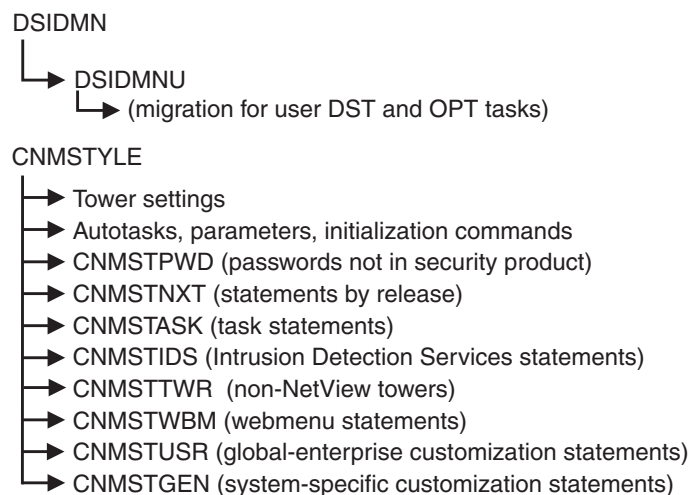 DSIDMN
DSIDMNU
(migration for user DST and OPT tasks)
CNMSTYLE
Tower settings
Autotasks, parameters, initialization commands
CNMSTPWD (passwords not in security product)
CNMSTNXT (statements by release)
CNMSTASK (task statements)
CNMSTIDS (Intrusion Detection Services statements)
CNMSTTWR (non-NetView towers)
CNMSTWBM (webmenu statements)
CNMSTUSR (global-enterprise customization statements)
CNMSTGEN (system-specific customization statements)